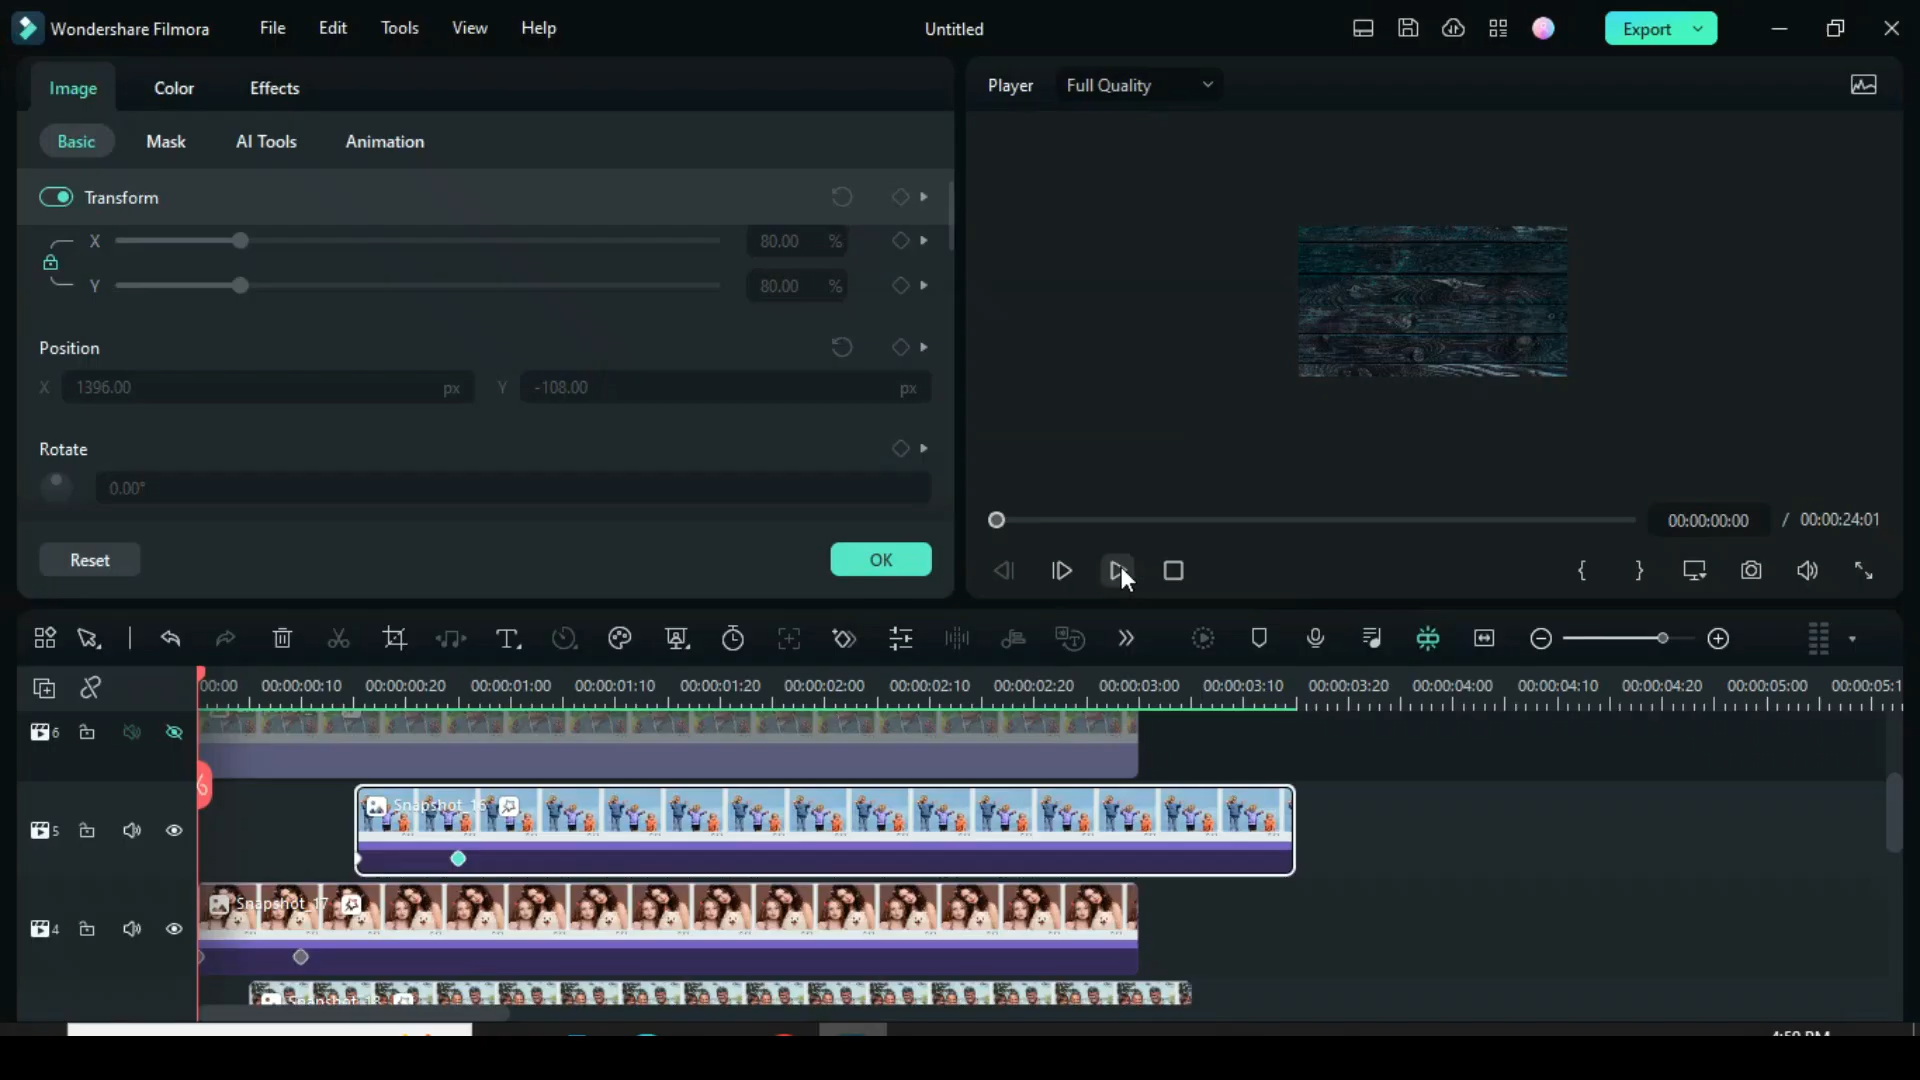 Wondershare Filmora
File
Edit
Tools
View
Help
Untitled
Export
Image
Color
Effects
Player
Full Quality
Basic
Mask
AI Tools
Animation
Transform
X
80.00 %
Y
80.00 %
Position
X 1396.00 px
Y -108.00 px
Rotate
0.00°
Reset
OK
00:00:00:00 / 00:00:24:01
00:00 00:00:00:10 00:00:00:20 00:00:01:00 00:00:01:10 00:00:01:20 00:00:02:00 00:00:02:10 00:00:02:20 00:00:03:00 00:00:03:10 00:00:03:20 00:00:04:00 00:00:04:10 00:00:04:20 00:00:05:00 00:00:05:1
6
5
Snapshot_16
4
Snapshot_17
Snapshot_18
4:50 PM